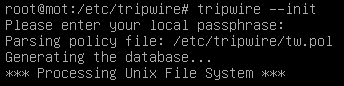 root@mot:/etc/tripwire# tripwire --init
Please enter your local passphrase:
Parsing policy file: /etc/tripwire/tw.pol
Generating the database...
*** Processing Unix File System ***